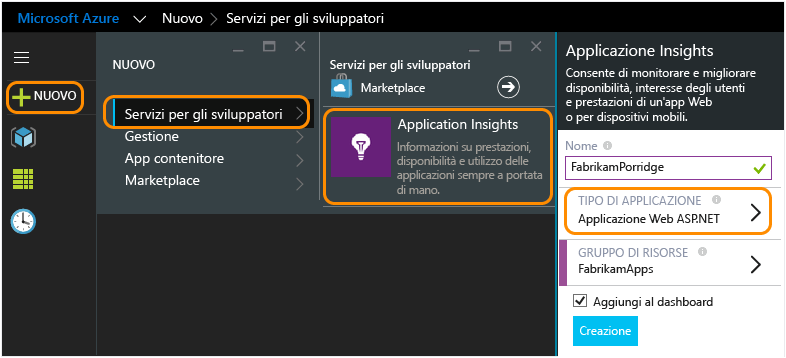 Microsoft Azure Nuovo Servizi per gli sviluppatori
NUOVO
NUOVO
Servizi per gli sviluppatori
Gestione
App contenitore
Marketplace
Servizi per gli sviluppatori
Marketplace
Application Insights
Informazioni su prestazioni,
disponibilità e utilizzo delle
applicazioni sempre a portata
di mano.
Applicazione Insights
Consente di monitorare e migliorare
disponibilità, interesse degli utenti
e prestazioni di un'app Web
o per dispositivi mobili.
Nome
FabrikamPorridge
TIPO DI APPLICAZIONE
Applicazione Web ASP.NET
GRUPPO DI RISORSE
FabrikamApps
Aggiungi al dashboard
Creazione